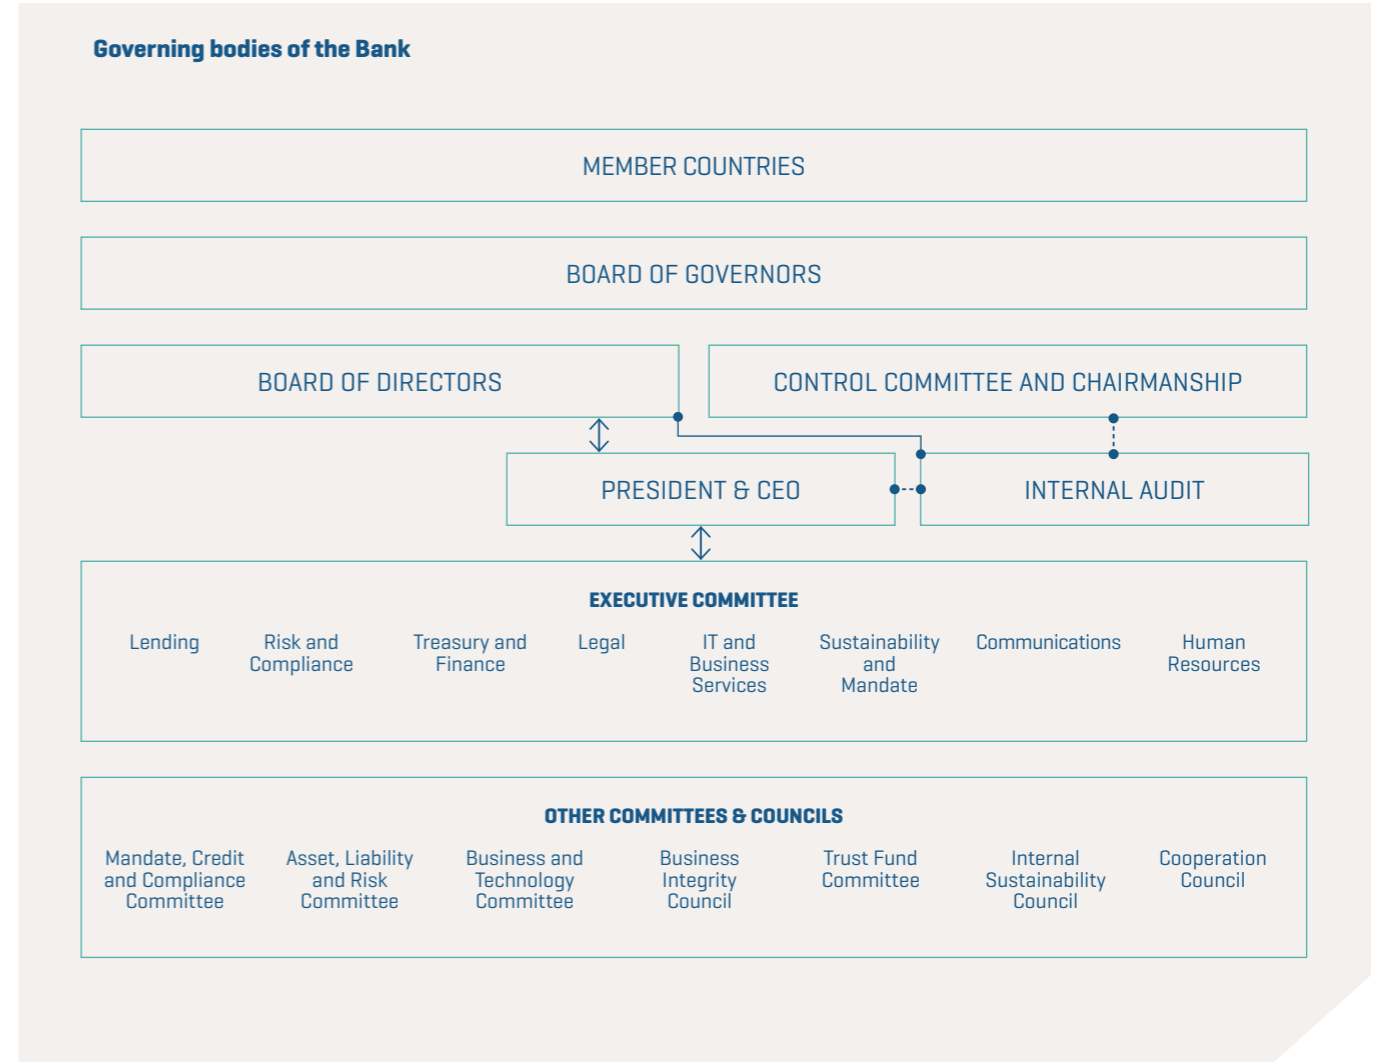 Governing bodies of the Bank
MEMBER COUNTRIES
BOARD OF GOVERNORS
BOARD OF DIRECTORS
CONTROL COMMITTEE AND CHAIRMANSHIP
PRESIDENT & CEO
INTERNAL AUDIT
EXECUTIVE COMMITTEE
Lending
Risk and
Compliance
Treasury and
Finance
Legal
IT and
Business
Services
Sustainability
and
Mandate
Communications
Human
Resources
OTHER COMMITTEES & COUNCILS
Mandate, Credit
and Compliance
Committee
Asset, Liability
and Risk
Committee
Business and
Technology
Committee
Business
Integrity
Council
Trust Fund
Committee
Internal
Sustainability
Council
Cooperation
Council